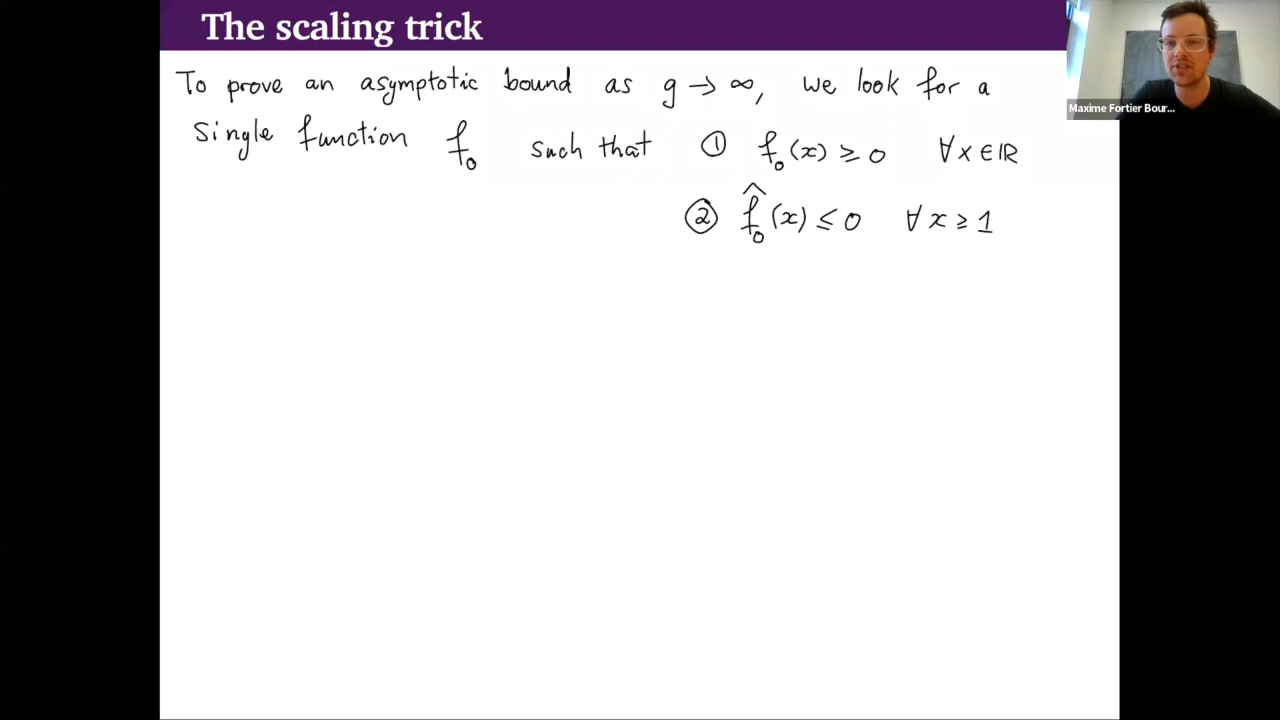 The scaling trick
Maxime Fortier Bour...
To prove an asymptotic bound as g → ∞, we look for a
single function f₀ such that ① f₀(x) ≥ 0 ∀x∈ℝ
② f̂₀(x) ≤ 0 ∀x ≥ 1